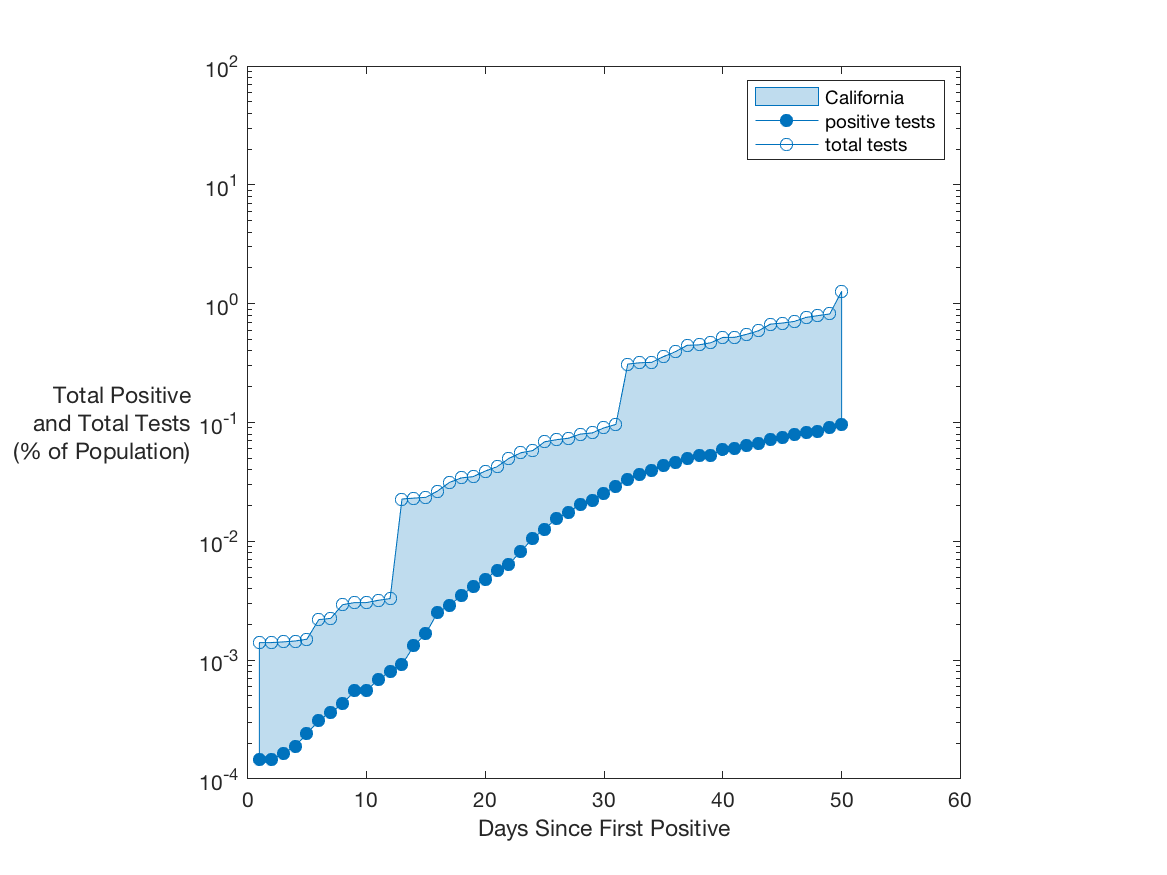 10^2
10^1
10^0
10^-1
10^-2
10^-3
10^-4
Total Positive
and Total Tests
(% of Population)
California
positive tests
total tests
0 10 20 30 40 50 60
Days Since First Positive